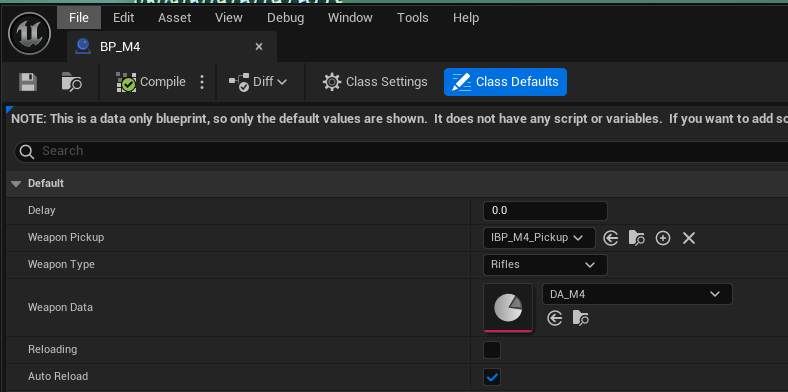 File Edit Asset View Debug Window Tools Help
BP_M4
Compile Diff Class Settings Class Defaults
NOTE: This is a data only blueprint, so only the default values are shown. It does not have any script or variables. If you want to add sc
Search
Default
Delay 0.0
Weapon Pickup IBP_M4_Pickup
Weapon Type Rifles
Weapon Data DA_M4
Reloading
Auto Reload